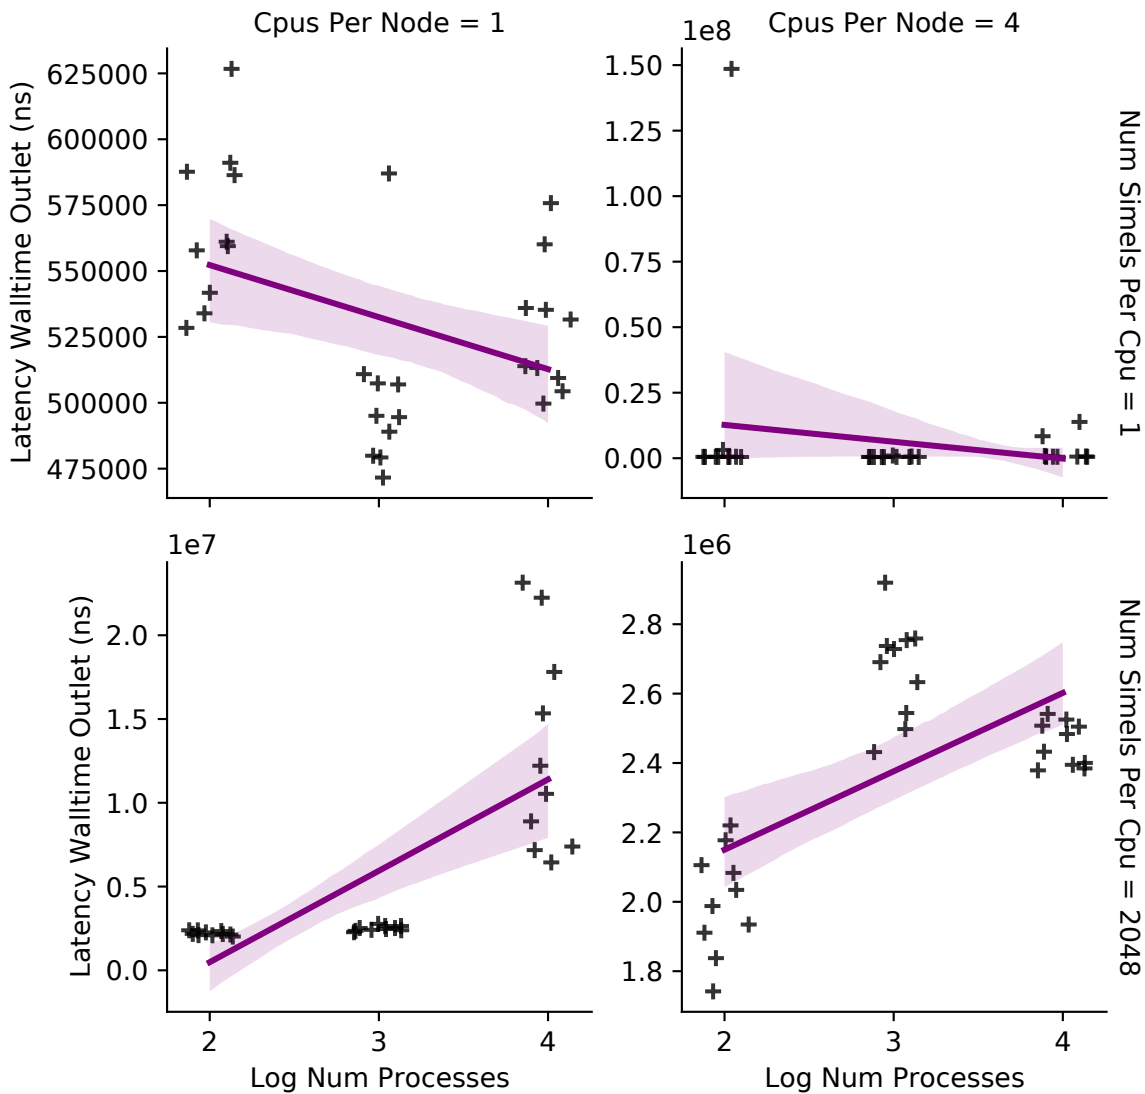 Cpus Per Node = 1
Cpus Per Node = 4
1e8
Latency Walltime Outlet (ns)
625000
600000
575000
550000
525000
500000
475000
1.50
1.25
1.00
0.75
0.50
0.25
0.00
Num Simels Per Cpu = 1
1e7
1e6
Latency Walltime Outlet (ns)
2.0
1.5
1.0
0.5
0.0
2.8
2.6
2.4
2.2
2.0
1.8
Num Simels Per Cpu = 2048
2
3
4
2
3
4
Log Num Processes
Log Num Processes